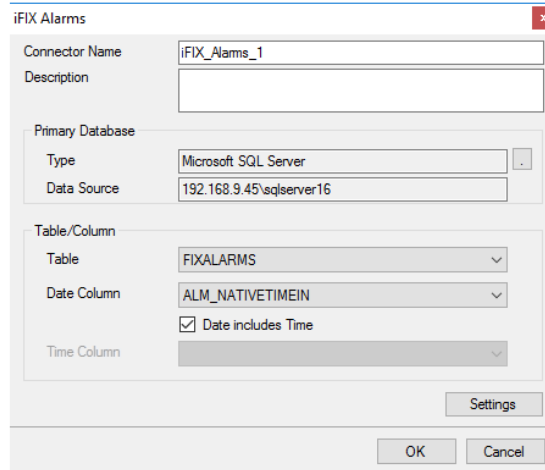 iFIX Alarms
Connector Name iFIX_Alarms_1
Description
Primary Database
Type Microsoft SQL Server .
Data Source 192.168.9.45\sqlserver16
Table/Column
Table FIXALARMS
Date Column ALM_NATIVETIMEIN
Date includes Time
Time Column
Settings
OK Cancel